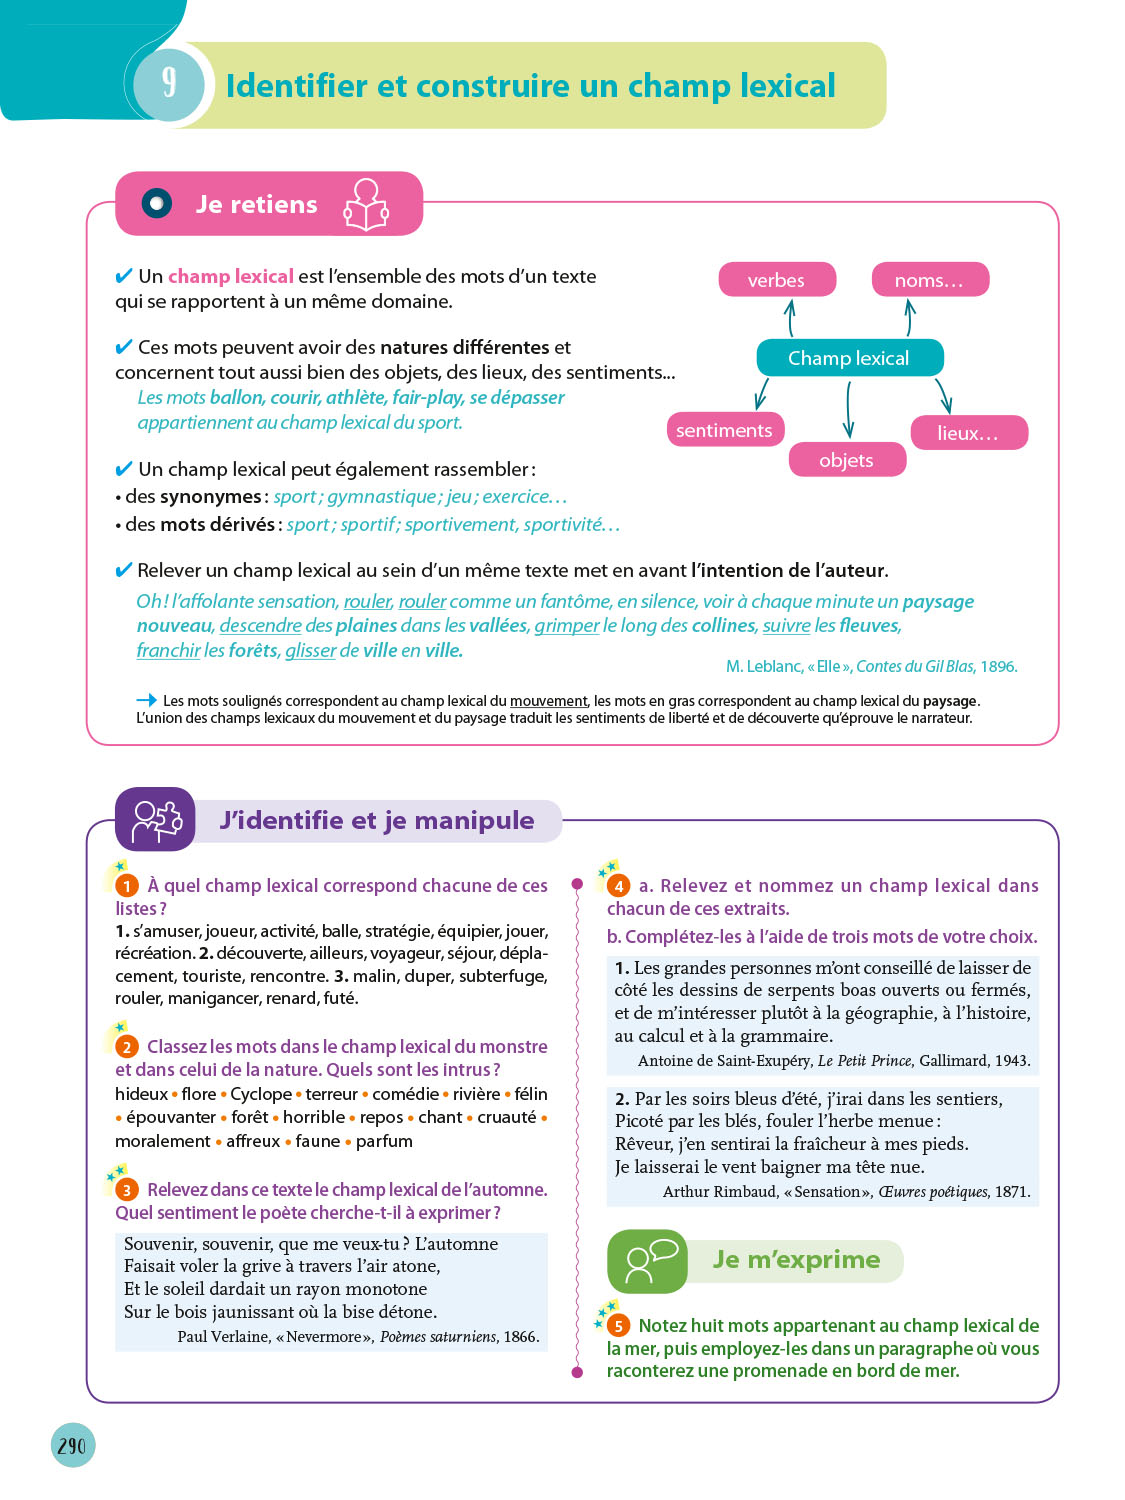 9
Identifier et construire un champ lexical
Je retiens
✔ Un champ lexical est l’ensemble des mots d’un texte
qui se rapportent à un même domaine.
✔ Ces mots peuvent avoir des natures différentes et
concernent tout aussi bien des objets, des lieux, des sentiments...
Les mots ballon, courir, athlète, fair-play, se dépasser
appartiennent au champ lexical du sport.
verbes
noms…
Champ lexical
sentiments
objets
lieux…
✔ Un champ lexical peut également rassembler :
• des synonymes : sport ; gymnastique ; jeu ; exercice…
• des mots dérivés : sport ; sportif ; sportivement, sportivité…
✔ Relever un champ lexical au sein d’un même texte met en avant l’intention de l’auteur.
Oh ! l’affolante sensation, rouler, rouler comme un fantôme, en silence, voir à chaque minute un paysage
nouveau, descendre des plaines dans les vallées, grimper le long des collines, suivre les fleuves,
franchir les forêts, glisser de ville en ville.
M. Leblanc, « Elle », Contes du Gil Blas, 1896.
→ Les mots soulignés correspondent au champ lexical du mouvement, les mots en gras correspondent au champ lexical du paysage.
L’union des champs lexicaux du mouvement et du paysage traduit les sentiments de liberté et de découverte qu’éprouve le narrateur.
J’identifie et je manipule
1 À quel champ lexical correspond chacune de ces
listes ?
1. s’amuser, joueur, activité, balle, stratégie, équipier, jouer,
récréation. 2. découverte, ailleurs, voyageur, séjour, dépla-
cement, touriste, rencontre. 3. malin, duper, subterfuge,
rouler, manigancer, renard, futé.
2 Classez les mots dans le champ lexical du monstre
et dans celui de la nature. Quels sont les intrus ?
hideux • flore • Cyclope • terreur • comédie • rivière • félin
• épouvanter • forêt • horrible • repos • chant • cruauté •
moralement • affreux • faune • parfum
3 Relevez dans ce texte le champ lexical de l’automne.
Quel sentiment le poète cherche-t-il à exprimer ?
Souvenir, souvenir, que me veux-tu ? L’automne
Faisait voler la grive à travers l’air atone,
Et le soleil dardait un rayon monotone
Sur le bois jaunissant où la bise détone.
Paul Verlaine, « Nevermore », Poèmes saturniens, 1866.
4 a. Relevez et nommez un champ lexical dans
chacun de ces extraits.
b. Complétez-les à l’aide de trois mots de votre choix.
1. Les grandes personnes m’ont conseillé de laisser de
côté les dessins de serpents boas ouverts ou fermés,
et de m’intéresser plutôt à la géographie, à l’histoire,
au calcul et à la grammaire.
Antoine de Saint-Exupéry, Le Petit Prince, Gallimard, 1943.
2. Par les soirs bleus d’été, j’irai dans les sentiers,
Picoté par les blés, fouler l’herbe menue :
Rêveur, j’en sentirai la fraîcheur à mes pieds.
Je laisserai le vent baigner ma tête nue.
Arthur Rimbaud, « Sensation », Œuvres poétiques, 1871.
Je m’exprime
5 Notez huit mots appartenant au champ lexical de
la mer, puis employez-les dans un paragraphe où vous
raconterez une promenade en bord de mer.
290